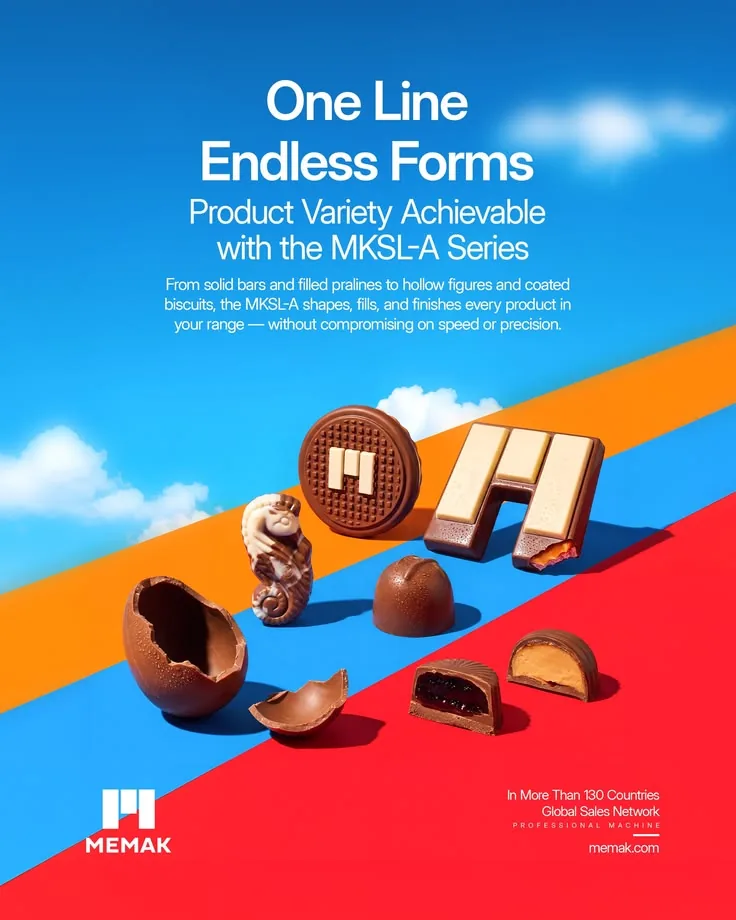 One Line
Endless Forms
Product Variety Achievable
with the MKSL-A Series
From solid bars and filled pralines to hollow figures and coated
biscuits, the MKSL-A shapes, fills, and finishes every product in
your range — without compromising on speed or precision.
MEMAK
In More Than 130 Countries
Global Sales Network
PROFESSIONAL MACHINE
memak.com